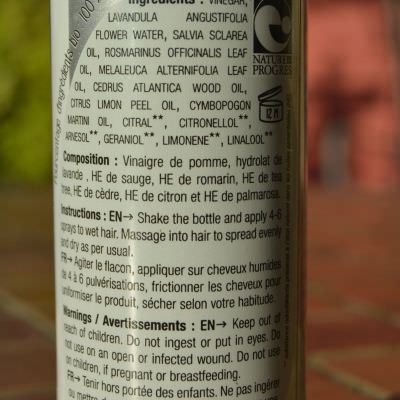 Ingredients : VINEGAR,
LAVANDULA ANGUSTIFOLIA
FLOWER WATER, SALVIA SCLAREA
OIL, ROSMARINUS OFFICINALIS LEAF
OIL, MELALEUCA ALTERNIFOLIA LEAF
OIL, CEDRUS ATLANTICA WOOD OIL,
CITRUS LIMON PEEL OIL, CYMBOPOGON
MARTINI OIL, CITRAL**, CITRONELLOL**,
FARNESOL**, GERANIOL**, LIMONENE**, LINALOOL**
Composition : Vinaigre de pomme, hydrolat de
lavande , HE de sauge, HE de romarin, HE de tea
tree, HE de cèdre, HE de citron et HE de palmarosa.
Instructions : EN→ Shake the bottle and apply 4-6
sprays to wet hair. Massage into hair to spread evenly
and dry as per usual.
FR→ Agiter le flacon, appliquer sur cheveux humides
de 4 à 6 pulvérisations, frictionner les cheveux pour
uniformiser le produit, sécher selon votre habitude.
Warnings / Avertissements : EN→ Keep out of
reach of children. Do not ingest or put in eyes. Do
not use on an open or infected wound. Do not use
on children, if pregnant or breastfeeding.
FR→ Tenir hors portée des enfants. Ne pas ingérer
ou mettre
NATURE ET
PROGRES
12 M
Pourcentage d'ingrédients bio 100